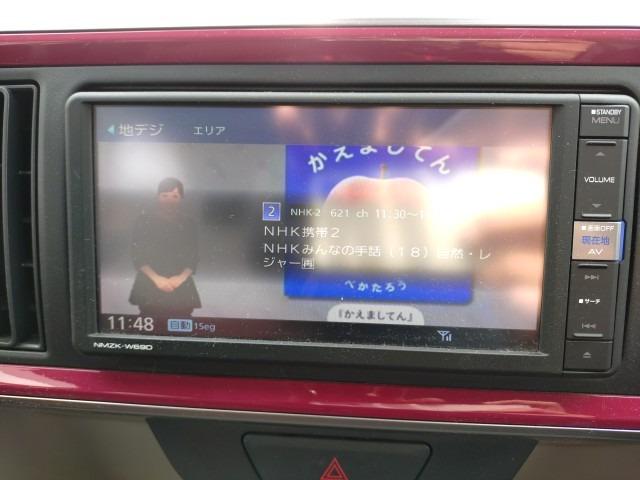 地デジ エリア
かえましてん
2 NHK-2 621 ch 11:30～
NHK携帯2
NHKみんなの手話（18）自然・レ
ジャー再
べかたろう
『かえましてん』
11:48 自動 1seg
NMZK-W69D
STANDBY
MENU
VOLUME
画面OFF
現在地
AV
サーチ